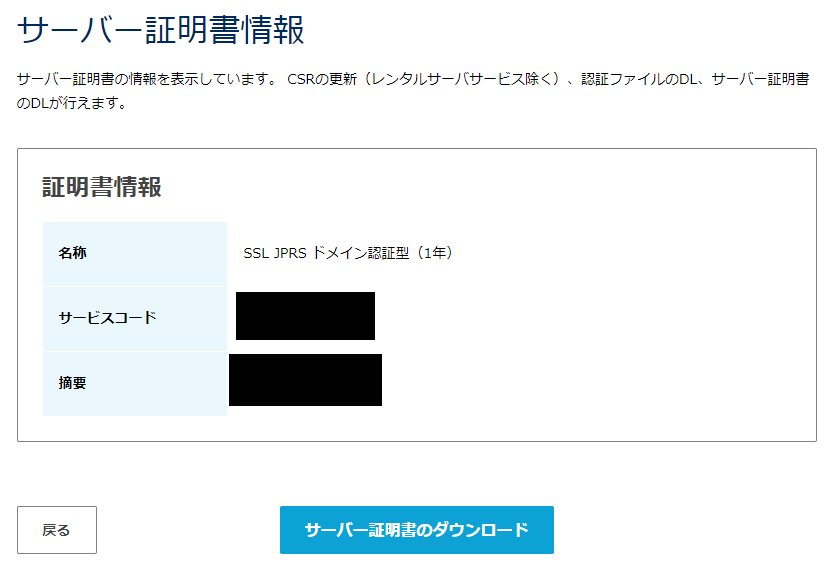 サーバー証明書情報
サーバー証明書の情報を表示しています。 CSRの更新（レンタルサーバサービス除く）、認証ファイルのDL、サーバー証明書
のDLが行えます。
証明書情報
名称
SSL JPRS ドメイン認証型（1年）
サービスコード
摘要
戻る
サーバー証明書のダウンロード